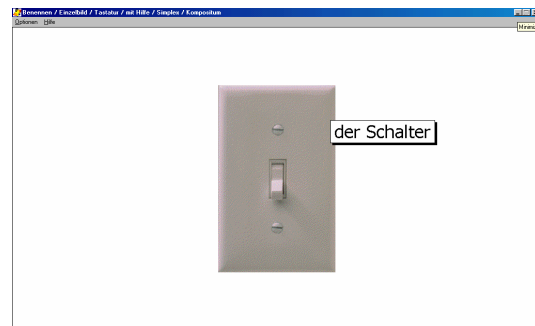 Benennen / Einzelbild / Tastatur / mit Hilfe / Simplex / Kompositum
Optionen Hilfe
der Schalter